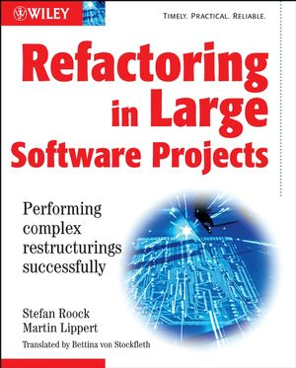 WILEY
TIMELY. PRACTICAL. RELIABLE.
Refactoring
in Large
Software Projects
Performing
complex
restructurings
successfully
Stefan Roock
Martin Lippert
Translated by Bettina von Stockfleth